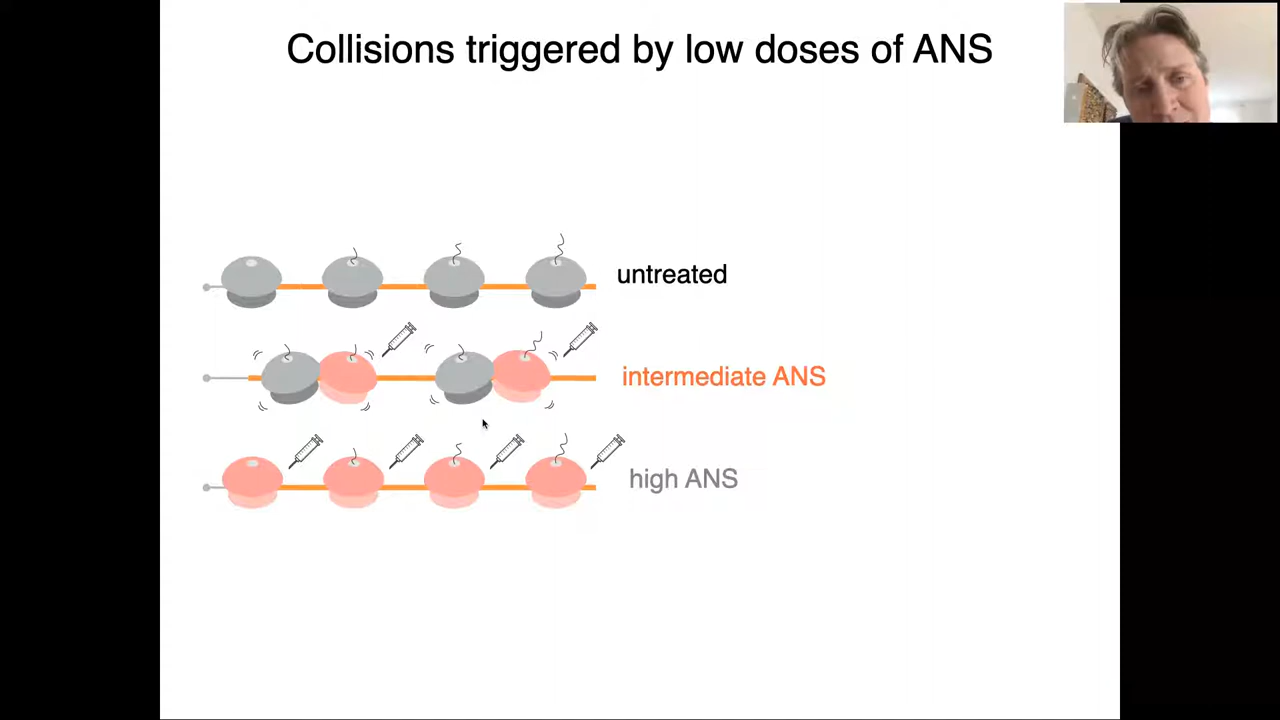 Collisions triggered by low doses of ANS
untreated
intermediate ANS
high ANS